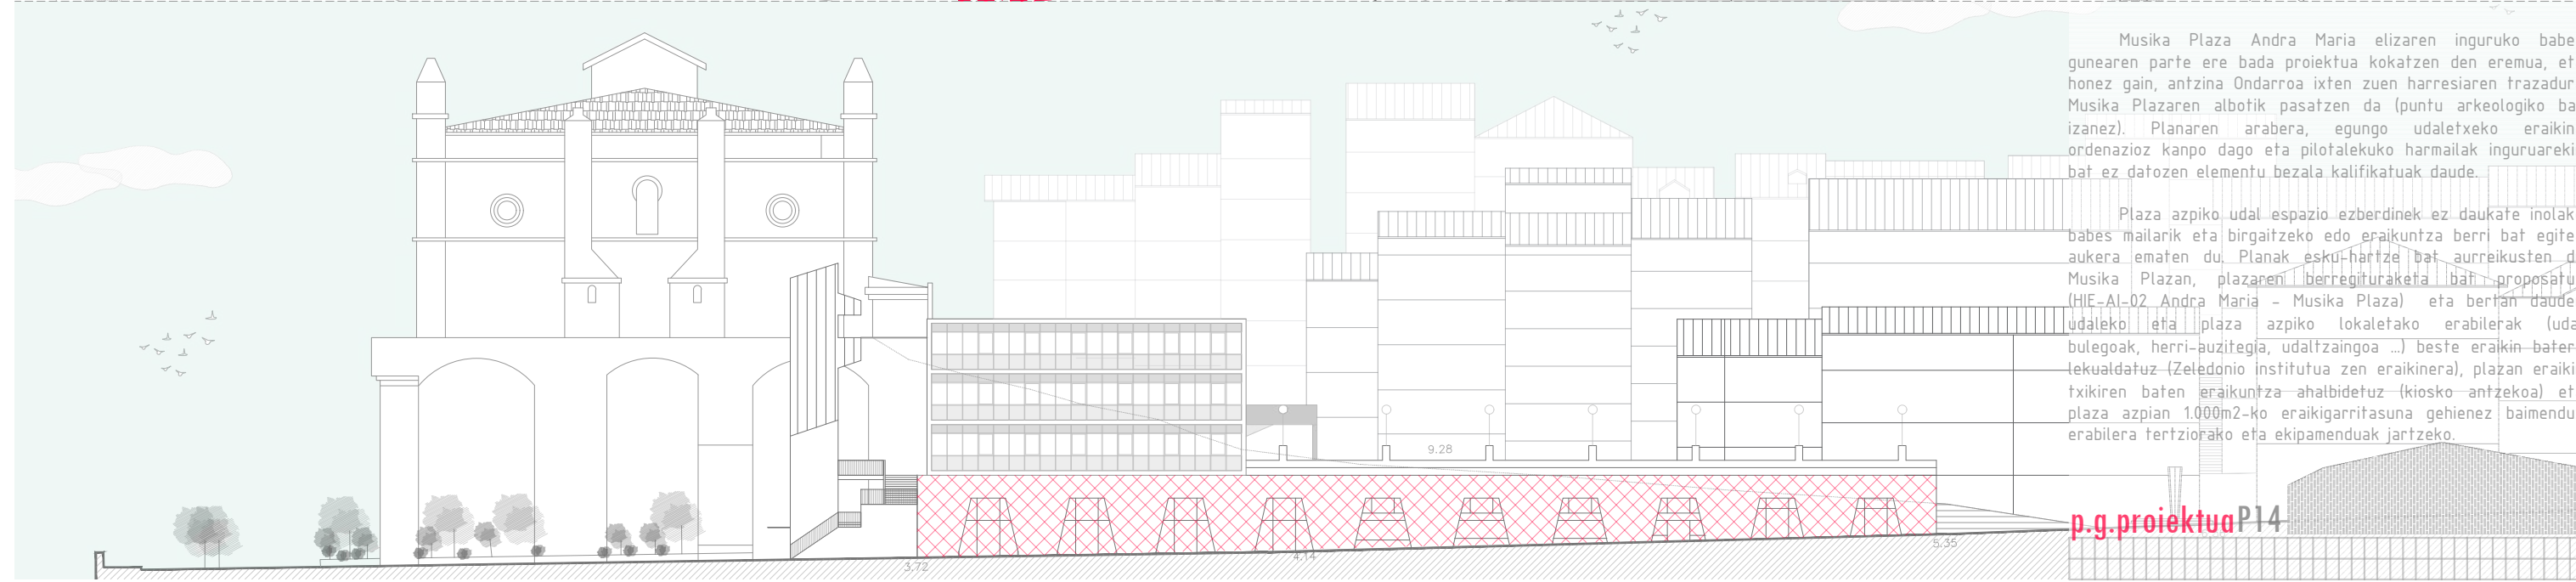 Musika Plaza Andra Maria elizaren inguruko babe
gunearen parte ere bada proiektua kokatzen den eremua, et
honez gain, antzina Ondarroa ixten zuen harresiaren trazadur
Musika Plazaren albotik pasatzen da (puntu arkeologiko ba
izanez). Planaren arabera, egungo udaletxeko eraikin
ordenazioz kanpo dago eta pilotalekuko harmailak inguruareki
bat ez datozen elementu bezala kalifikatuak daude.
Plaza azpiko udal espazio ezberdinek ez daukate inolak
babes mailarik eta birgaitzeko edo eraikuntza berri bat egite
aukera ematen du. Planak esku-hartze bat aurreikusten d
Musika Plazan, plazaren berregituraketa bat proposatu
(HIE-AI-02 Andra Maria - Musika Plaza) eta bertan daude
udaleko eta plaza azpiko lokaletako erabilerak (uda
bulegoak, herri-auzitegia, udaltzaingoa ...) beste eraikin bater
lekualdatuz (Zeledonio institutua zen eraikinera), plazan eraiki
txikiren baten eraikuntza ahalbidetuz (kiosko antzekoa) et
plaza azpian 1.000m2-ko eraikigarritasuna gehienez baimendu
erabilera tertziorako eta ekipamenduak jartzeko.
9.28
p.g.proiektuaP14
5.35
4.14
3.72